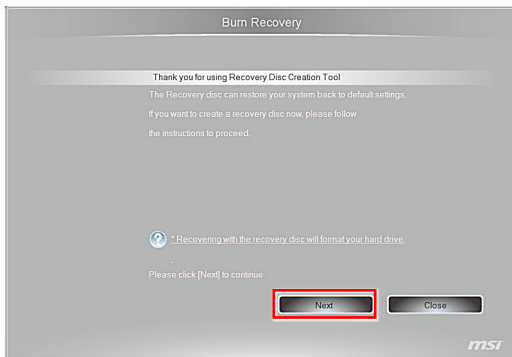 Burn Recovery
Thank you for using Recovery Disc Creation Tool
The Recovery disc can restore your system back to default settings.
If you want to create a recovery disc now, please follow
the instructions to proceed.
* Recovering with the recovery disc will format your hard drive.
.
Please click [Next] to continue
Next Close
msi